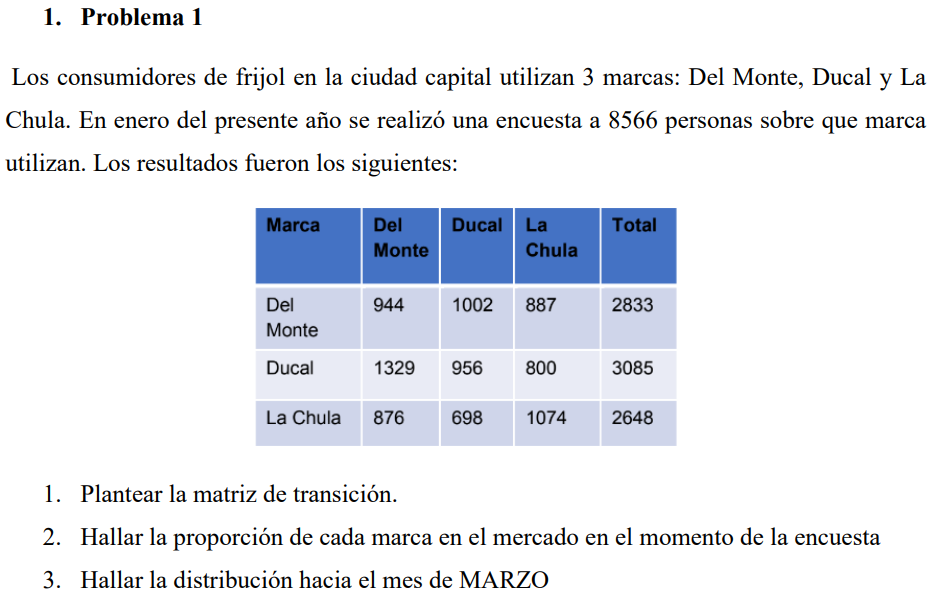 1. Problema 1
Los consumidores de frijol en la ciudad capital utilizan 3 marcas: Del Monte, Ducal y La
Chula. En enero del presente año se realizó una encuesta a 8566 personas sobre que marca
utilizan. Los resultados fueron los siguientes:
Marca Del Monte Ducal La Chula Total
Del Monte 944 1002 887 2833
Ducal 1329 956 800 3085
La Chula 876 698 1074 2648
1. Plantear la matriz de transición.
2. Hallar la proporción de cada marca en el mercado en el momento de la encuesta
3. Hallar la distribución hacia el mes de MARZO